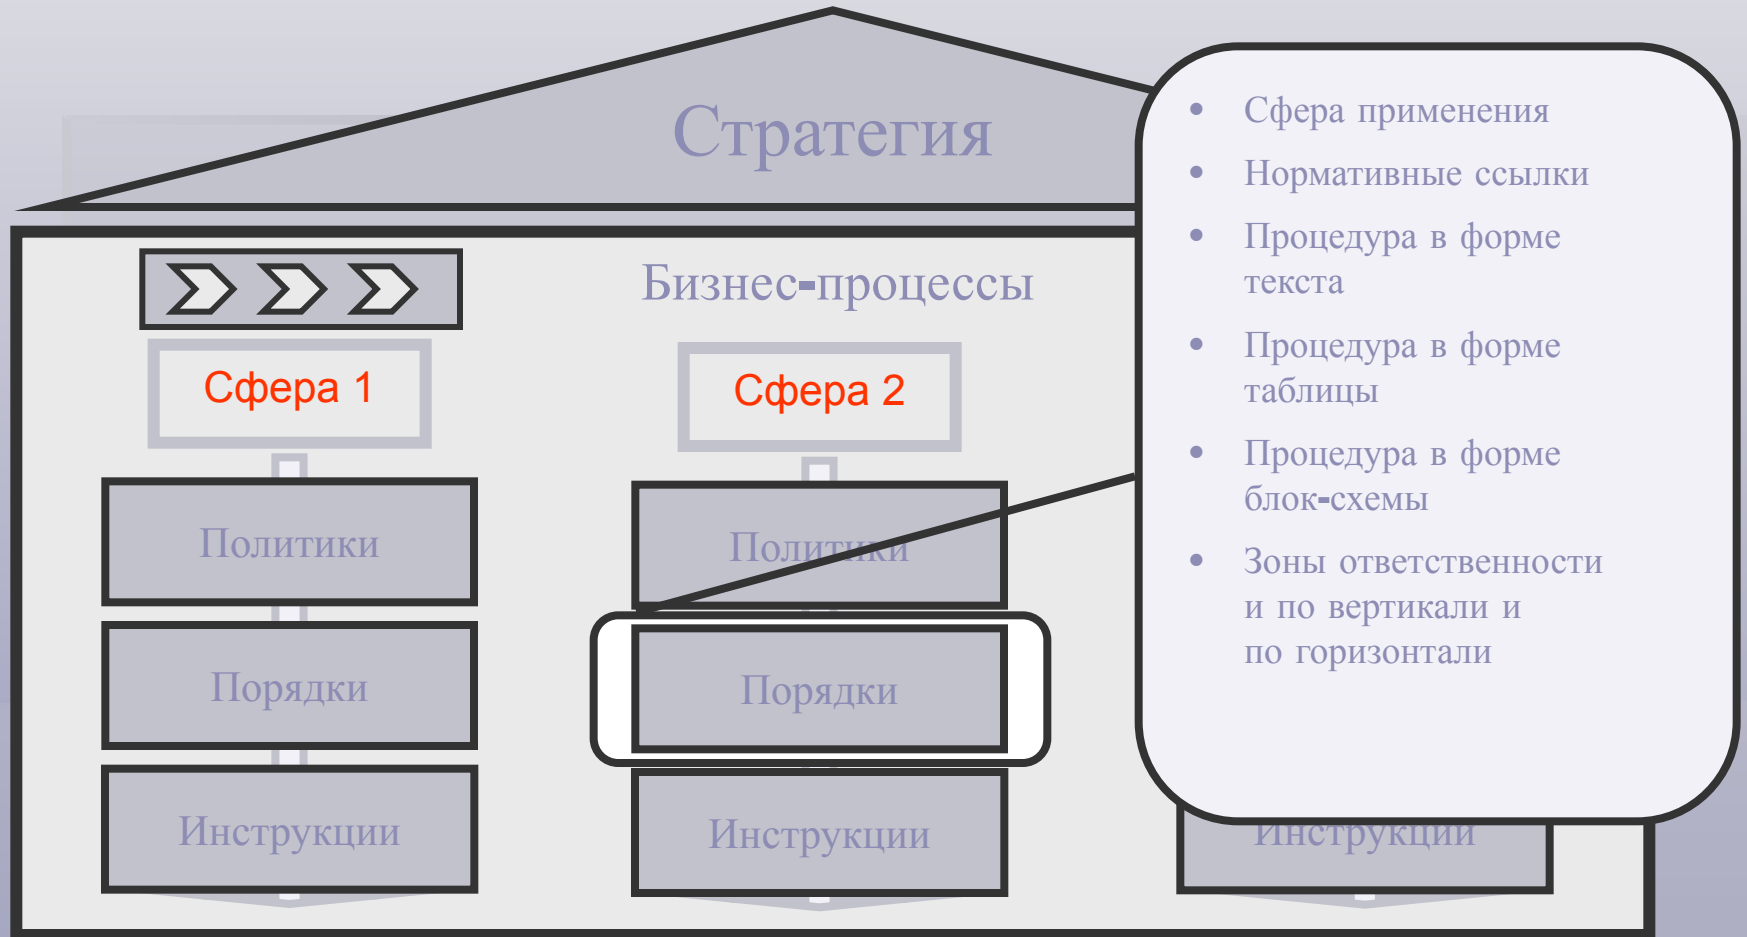 Стратегия
Бизнес-процессы
Сфера 1
Политики
Порядки
Инструкции
Сфера 2
Политики
Порядки
Инструкции
Инструкции
• Сфера применения
• Нормативные ссылки
• Процедура в форме
текста
• Процедура в форме
таблицы
• Процедура в форме
блок-схемы
• Зоны ответственности
и по вертикали и
по горизонтали